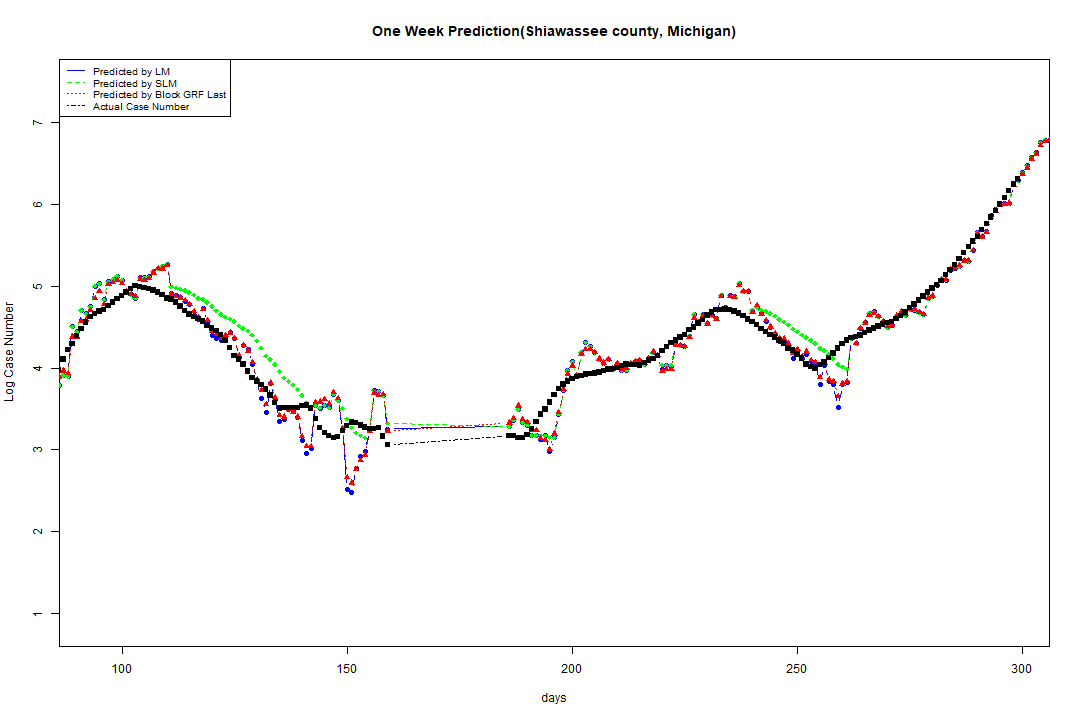 One Week Prediction(Shiawassee county, Michigan)
Predicted by LM
Predicted by SLM
Predicted by Block GRF Last
Actual Case Number
Log Case Number
7
6
5
4
3
2
1
100 150 200 250 300
days